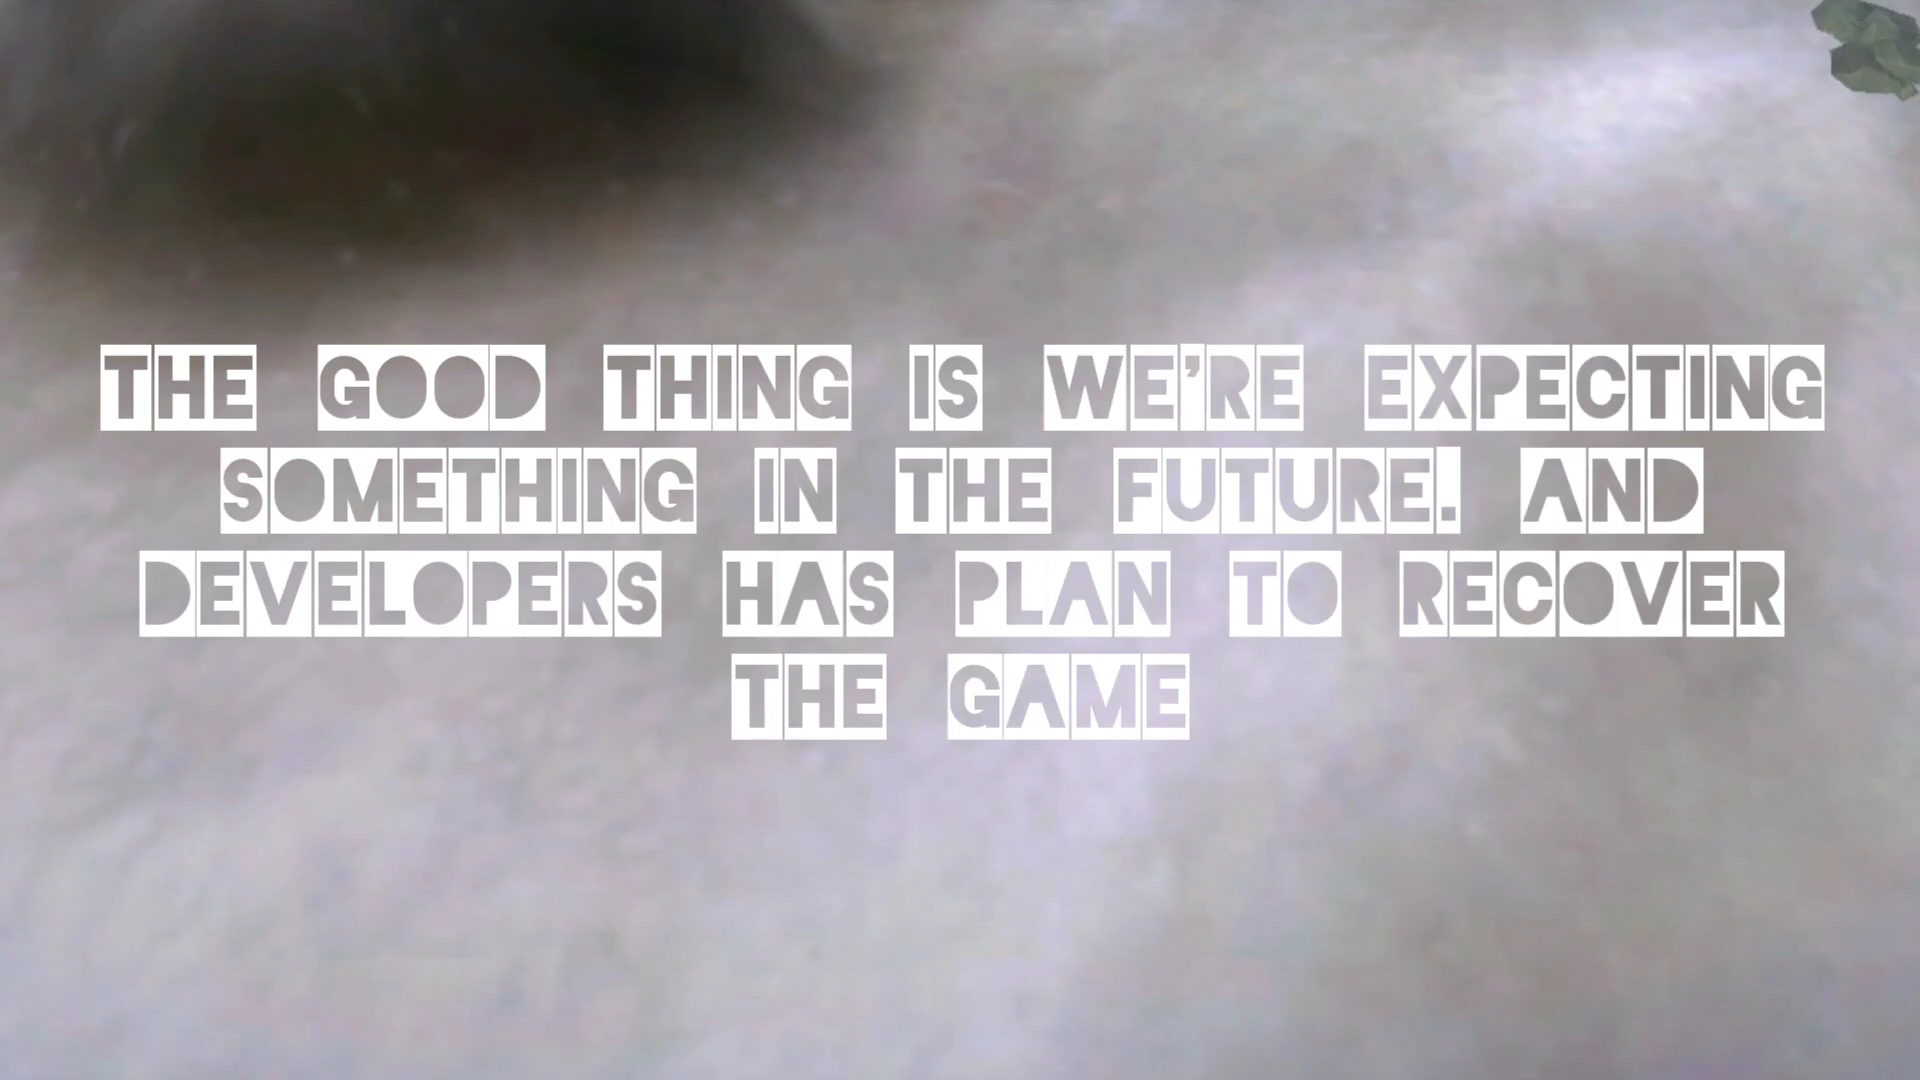 THE GOOD THING IS WE'RE EXPECTING
SOMETHING IN THE FUTURE. AND
DEVELOPERS HAS PLAN TO RECOVER
THE GAME